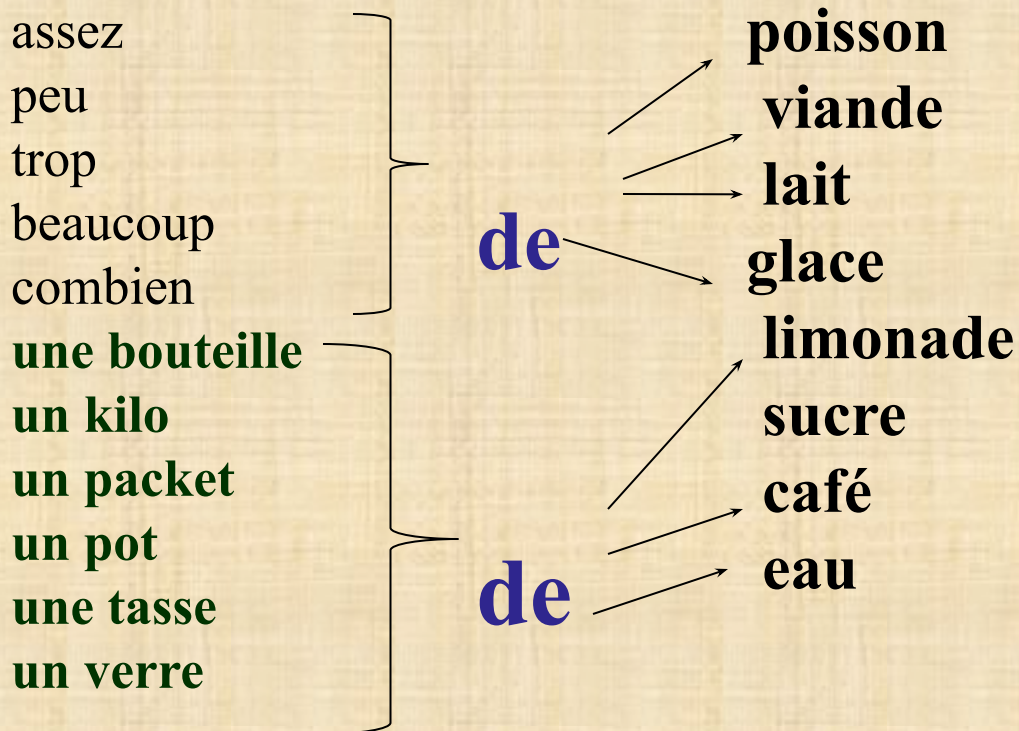 assez
peu
trop
beaucoup
combien
une bouteille
un kilo
un packet
un pot
une tasse
un verre
de
de
poisson
viande
lait
glace
limonade
sucre
café
eau